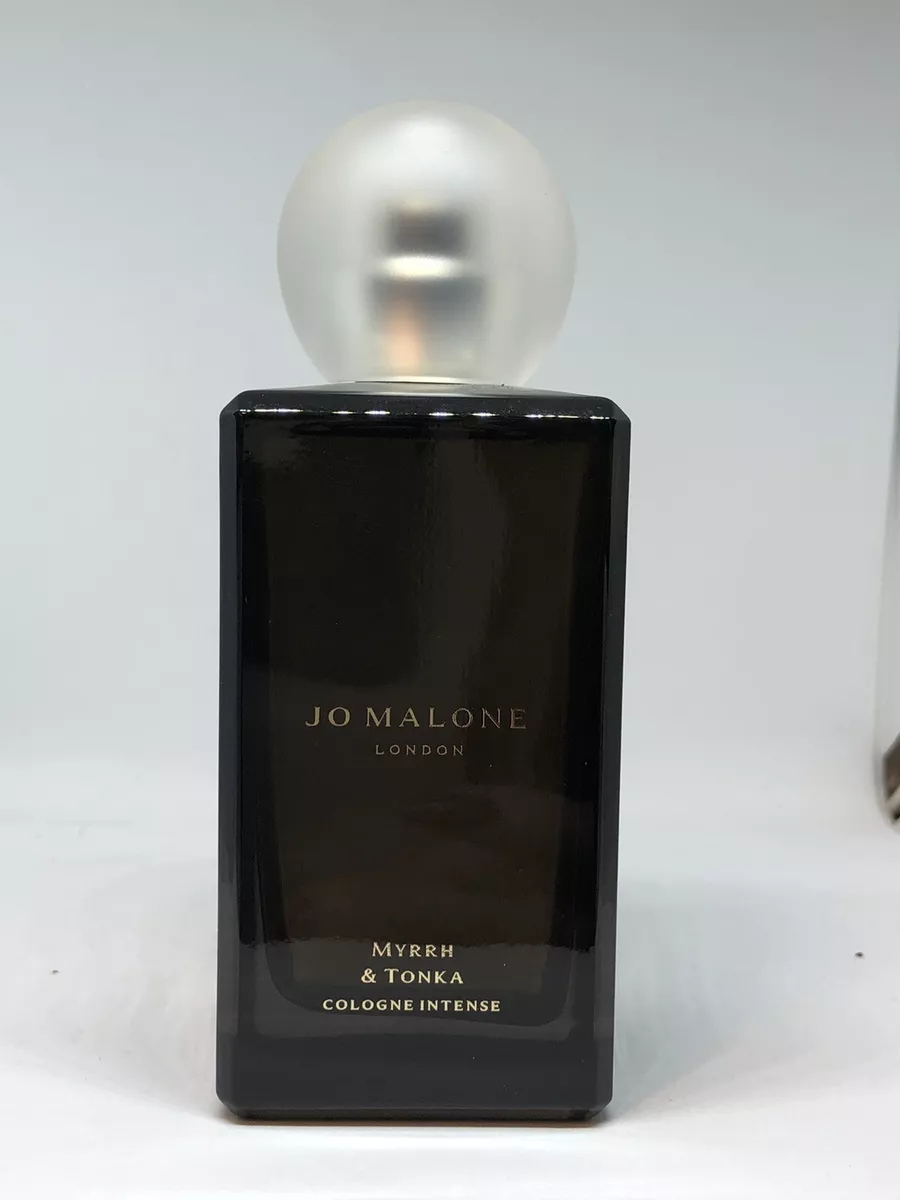 JO MALONE
LONDON
MYRRH
& TONKA
COLOGNE INTENSE